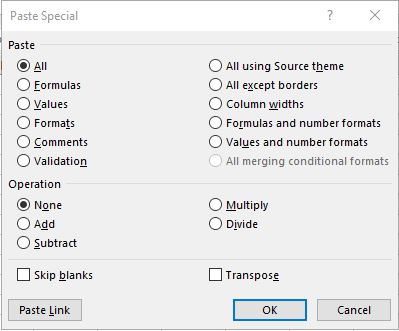 Paste Special
?
Paste
All
All using Source theme
Formulas
All except borders
Values
Column widths
Formats
Formulas and number formats
Comments
Values and number formats
Validation
All merging conditional formats
Operation
None
Multiply
Add
Divide
Subtract
Skip blanks
Transpose
Paste Link
OK
Cancel